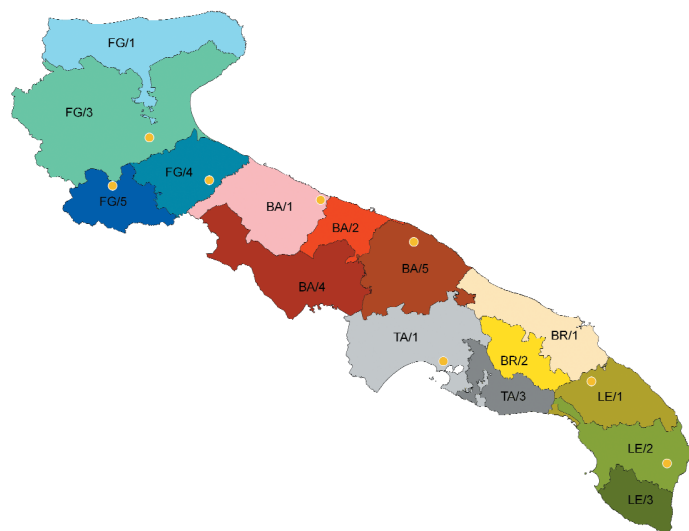 FG/1
FG/3
FG/4
FG/5
BA/1
BA/2
BA/5
BA/4
TA/1
BR/1
BR/2
TA/3
LE/1
LE/2
LE/3